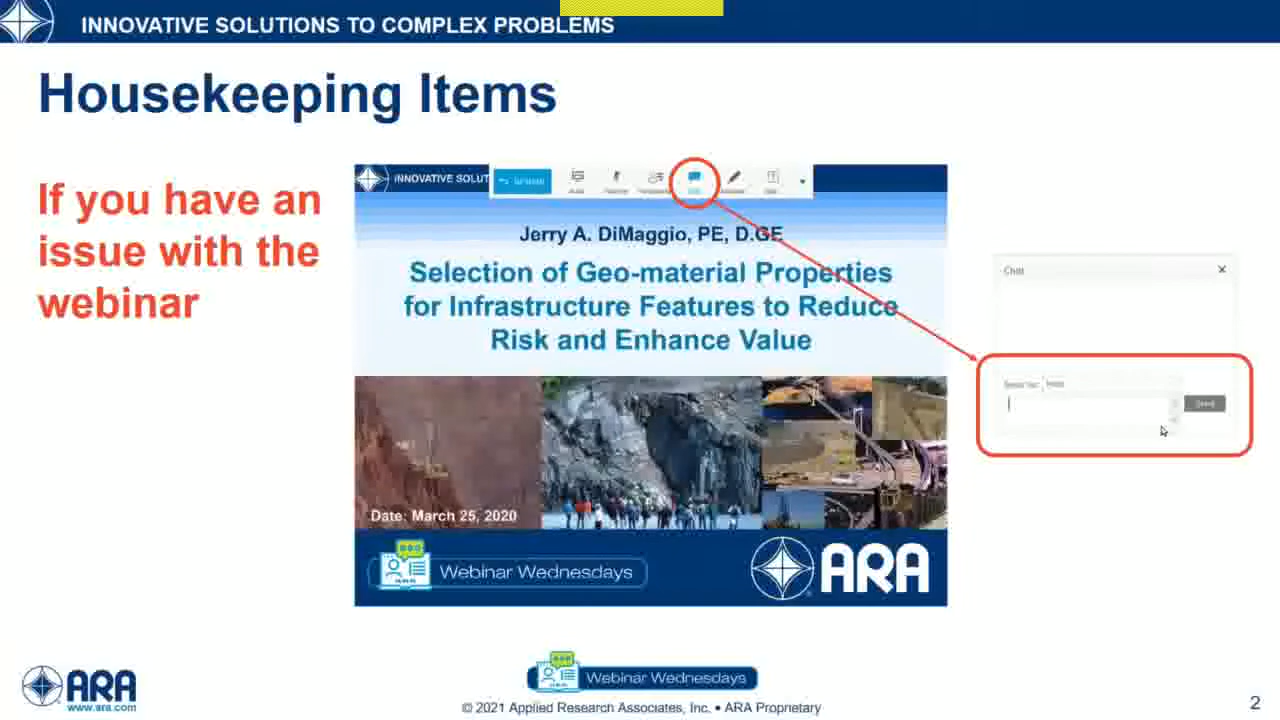 INNOVATIVE SOLUTIONS TO COMPLEX PROBLEMS
Housekeeping Items
If you have an
issue with the
webinar
INNOVATIVE SOLUT
Jerry A. DiMaggio, PE, D.GE
Selection of Geo-material Properties
for Infrastructure Features to Reduce
Risk and Enhance Value
Date: March 25, 2020
Webinar Wednesdays
ARA
Chat
Send
ARA
www.ara.com
Webinar Wednesdays
© 2021 Applied Research Associates, Inc. • ARA Proprietary
2